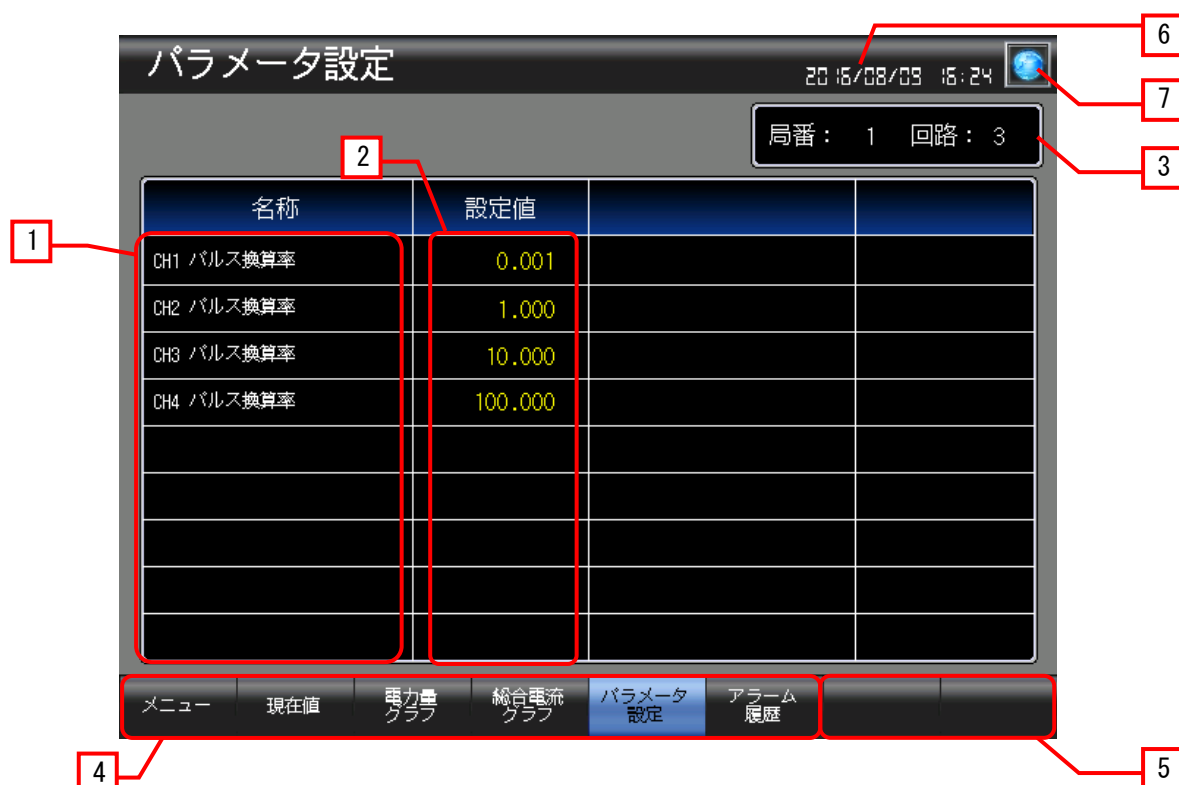 6
パラメータ設定
2016/08/09 16:24
7
局番： 1 回路： 3
3
2
名称 設定値
1
CH1 パルス換算率 0.001
CH2 パルス換算率 1.000
CH3 パルス換算率 10.000
CH4 パルス換算率 100.000
メニュー 現在値 電力量グラフ 総合電流グラフ パラメータ設定 アラーム履歴
4
5